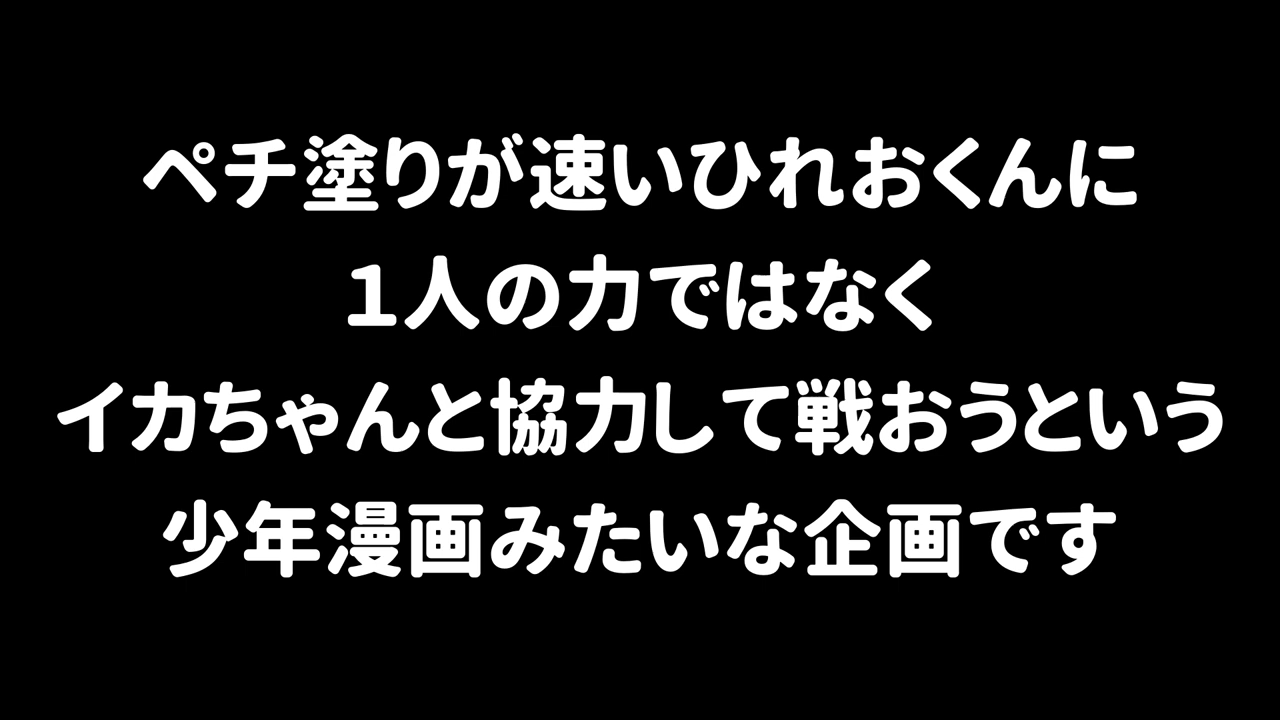 ペチ塗りが速いひれおくんに
1人の力ではなく
イカちゃんと協力して戦おうという
少年漫画みたいな企画です